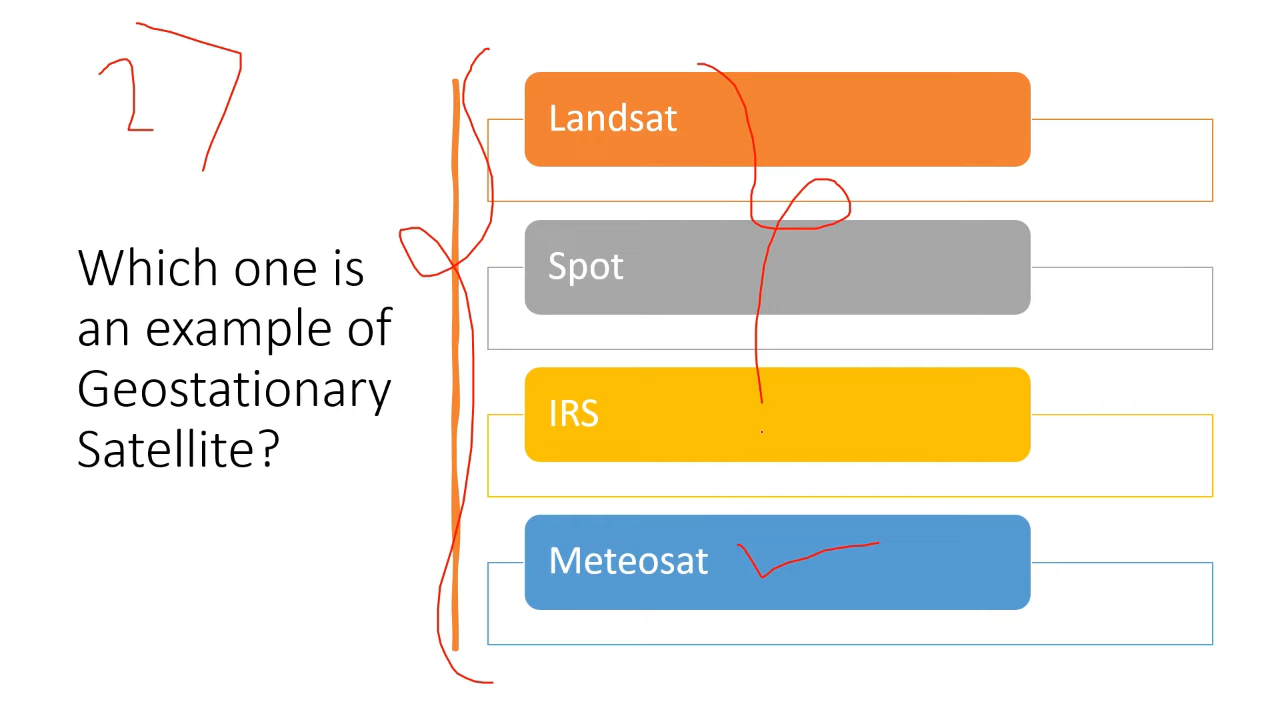 27
Which one is
an example of
Geostationary
Satellite?
Landsat
Spot
IRS
Meteosat